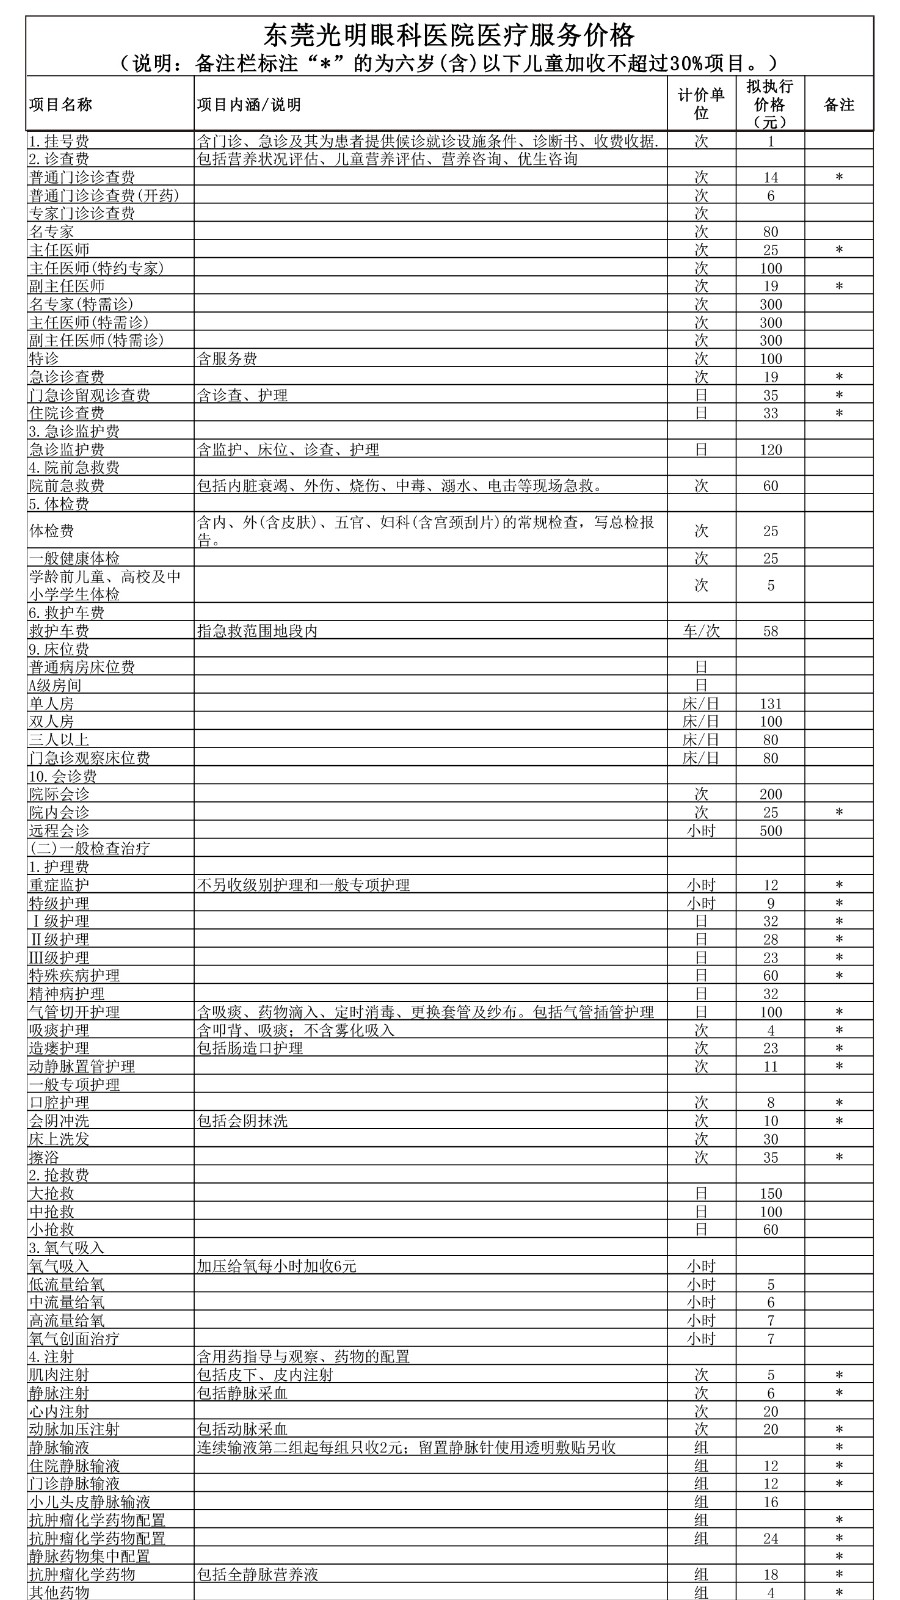 东莞光明眼科医院医疗服务价格
（说明：备注栏标注“*”的为六岁(含)以下儿童加收不超过30%项目。）
项目名称 项目内涵/说明 计价单位 拟执行价格（元） 备注
1.挂号费 含门诊、急诊及其为患者提供候诊就诊设施条件、诊断书、收费收据. 次 1
2.诊查费 包括营养状况评估、儿童营养评估、营养咨询、优生咨询
普通门诊诊查费 次 14 *
普通门诊诊查费(开药) 次 6
专家门诊诊查费 次
名专家 次 80
主任医师 次 25 *
主任医师(特约专家) 次 100
副主任医师 次 19 *
名专家(特需诊) 次 300
主任医师(特需诊) 次 300
副主任医师(特需诊) 次 300
特诊 含服务费 次 100
急诊诊查费 次 19 *
门急诊留观诊查费 含诊查、护理 日 35 *
住院诊查费 日 33 *
3.急诊监护费
急诊监护费 含监护、床位、诊查、护理 日 120
4.院前急救费
院前急救费 包括内脏衰竭、外伤、烧伤、中毒、溺水、电击等现场急救。 次 60
5.体检费
体检费 含内、外(含皮肤)、五官、妇科(含宫颈刮片)的常规检查，写总检报告。 次 25
一般健康体检 次 25
学龄前儿童、高校及中小学学生体检 次 5
6.救护车费
救护车费 指急救范围地段内 车/次 58
9.床位费
普通病房床位费 日
A级房间 日
单人房 床/日 131
双人房 床/日 100
三人以上 床/日 80
门急诊观察床位费 床/日 80
10.会诊费
院际会诊 次 200
院内会诊 次 25 *
远程会诊 小时 500
(二)一般检查治疗
1.护理费
重症监护 不另收级别护理和一般专项护理 小时 12 *
特级护理 小时 9 *
Ⅰ级护理 日 32 *
Ⅱ级护理 日 28 *
Ⅲ级护理 日 23 *
特殊疾病护理 日 60 *
精神病护理 日 32
气管切开护理 含吸痰、药物滴入、定时消毒、更换套管及纱布。包括气管插管护理 日 100 *
吸痰护理 含叩背、吸痰；不含雾化吸入 次 4 *
造瘘护理 包括肠造口护理 次 23 *
动静脉置管护理 次 11 *
一般专项护理
口腔护理 次 8 *
会阴冲洗 包括会阴抹洗 次 10 *
床上洗发 次 30
擦浴 次 35 *
2.抢救费
大抢救 日 150
中抢救 日 100
小抢救 日 60
3.氧气吸入
氧气吸入 加压给氧每小时加收6元 小时
低流量给氧 小时 5
中流量给氧 小时 6
高流量给氧 小时 7
氧气创面治疗 小时 7
4.注射 含用药指导与观察、药物的配置
肌肉注射 包括皮下、皮内注射 次 5 *
静脉注射 包括静脉采血 次 6 *
心内注射 次 20
动脉加压注射 包括动脉采血 次 20 *
静脉输液 连续输液第二组起每组只收2元；留置静脉针使用透明敷贴另收 组 *
住院静脉输液 组 12 *
门诊静脉输液 组 12 *
小儿头皮静脉输液 组 16
抗肿瘤化学药物配置 组 *
抗肿瘤化学药物配置 组 24 *
静脉药物集中配置 *
抗肿瘤化学药物 包括全静脉营养液 组 18 *
其他药物 组 4 *